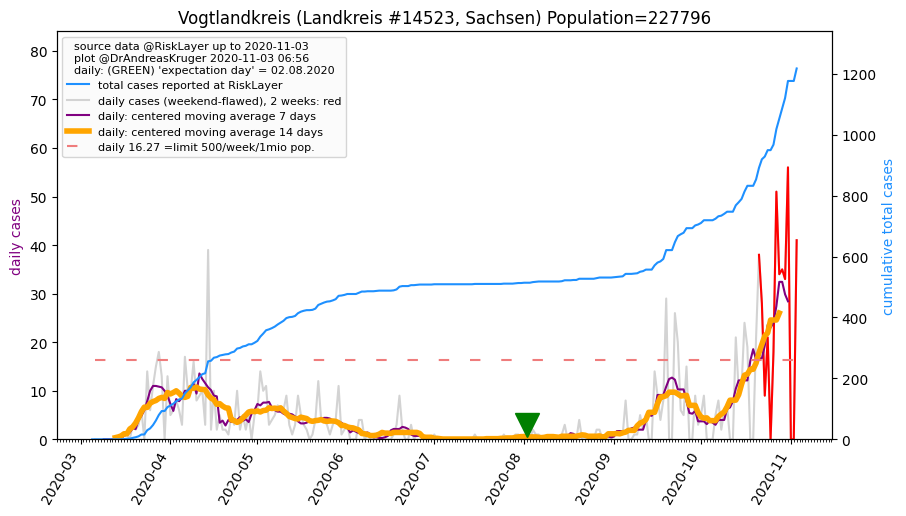 Vogtlandkreis (Landkreis #14523, Sachsen) Population=227796
source data @RiskLayer up to 2020-11-03
plot @DrAndreasKruger 2020-11-03 06:56
daily: (GREEN) 'expectation day' = 02.08.2020
total cases reported at RiskLayer
daily cases (weekend-flawed), 2 weeks: red
daily: centered moving average 7 days
daily: centered moving average 14 days
daily 16.27 =limit 500/week/1mio pop.
daily cases
80
70
60
50
40
30
20
10
0
cumulative total cases
1200
1000
800
600
400
200
0
2020-03
2020-04
2020-05
2020-06
2020-07
2020-08
2020-09
2020-10
2020-11